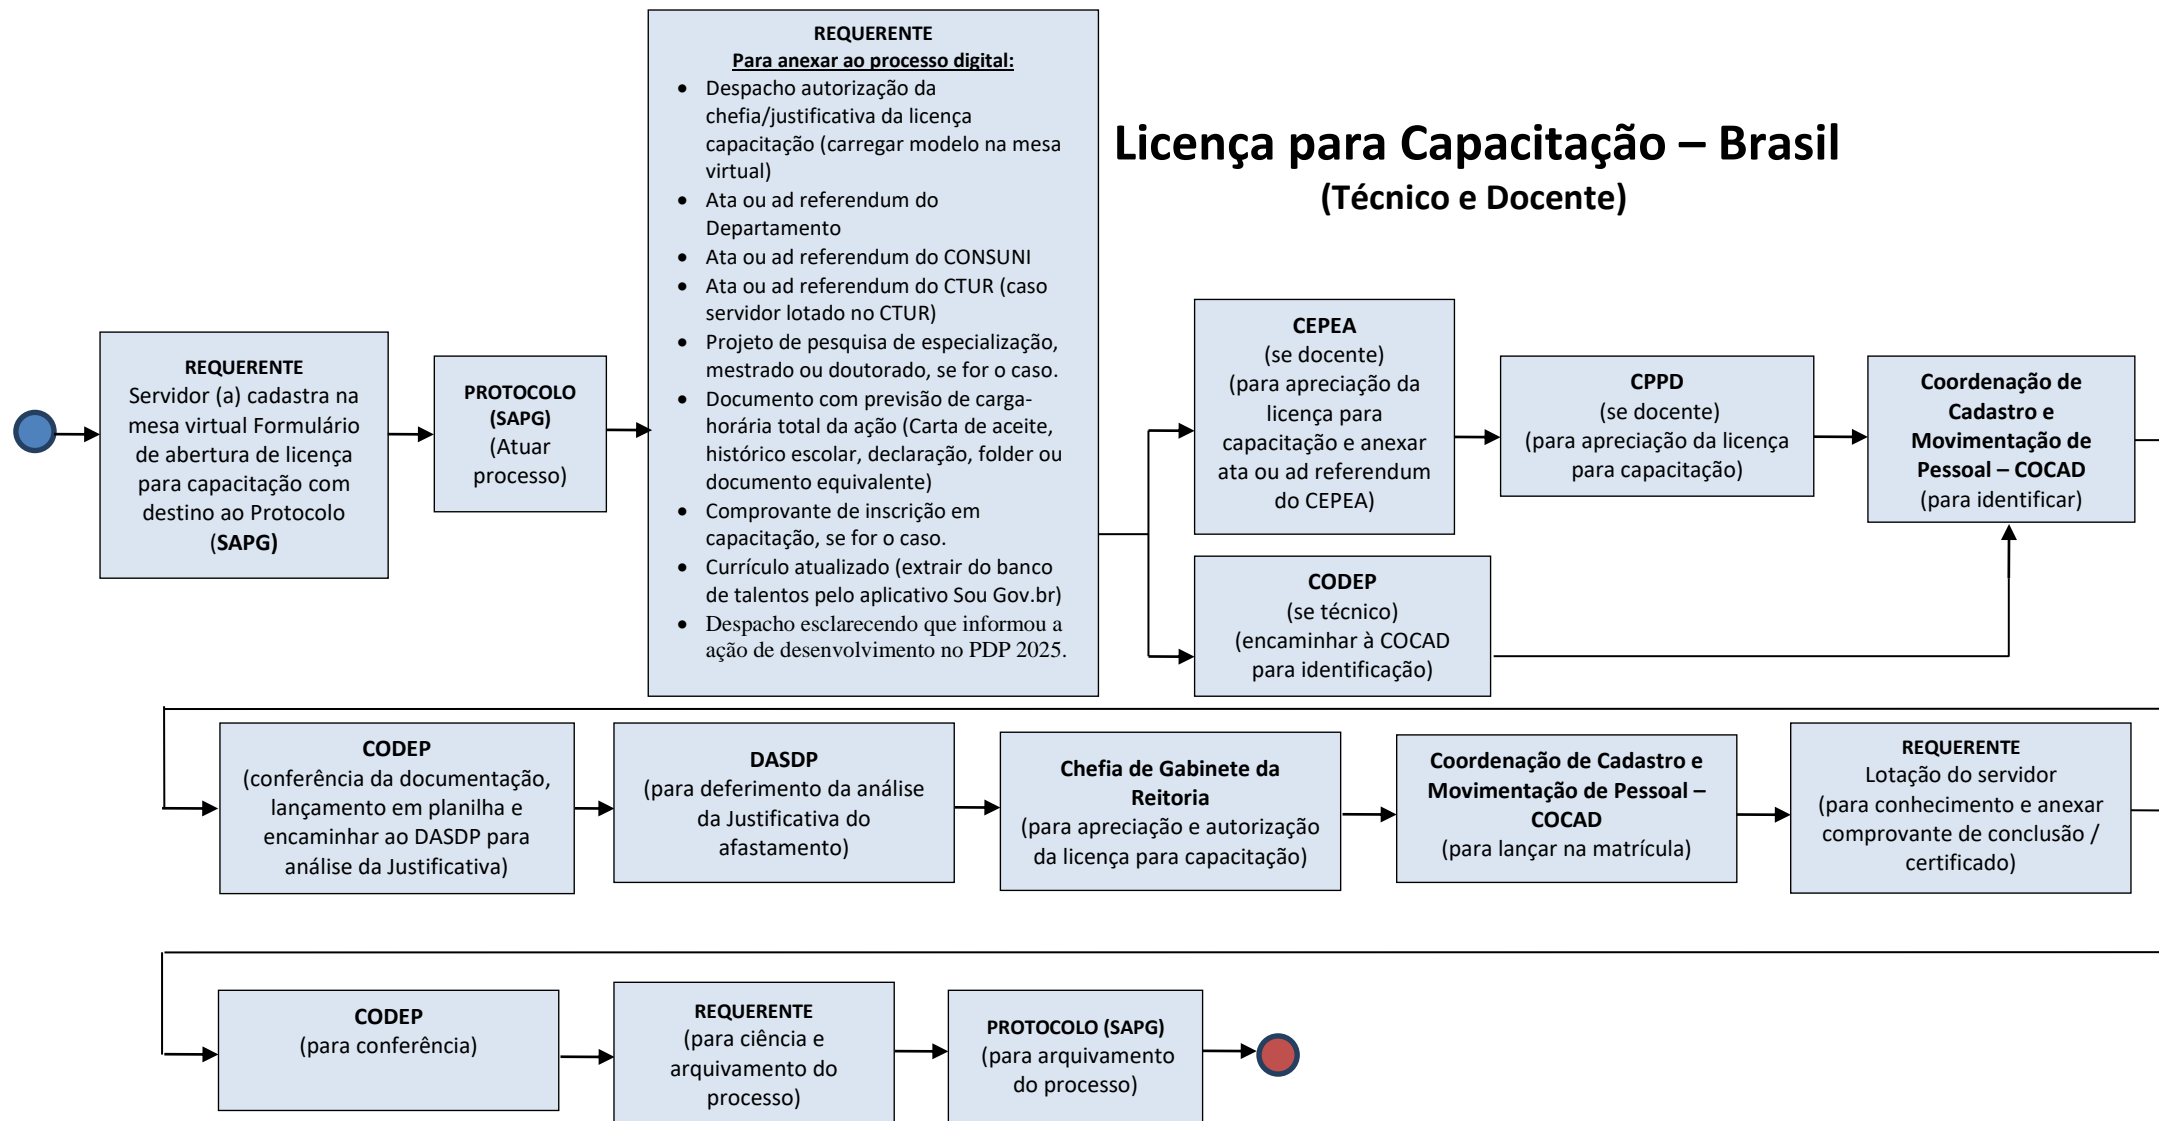 Licença para Capacitação – Brasil
(Técnico e Docente)
REQUERENTE
Servidor (a) cadastra na
mesa virtual Formulário
de abertura de licença
para capacitação com
destino ao Protocolo
(SAPG)
PROTOCOLO
(SAPG)
(Atuar
processo)
REQUERENTE
Para anexar ao processo digital:
• Despacho autorização da
chefia/justificativa da licença
capacitação (carregar modelo na mesa
virtual)
• Ata ou ad referendum do
Departamento
• Ata ou ad referendum do CONSUNI
• Ata ou ad referendum do CTUR (caso
servidor lotado no CTUR)
• Projeto de pesquisa de especialização,
mestrado ou doutorado, se for o caso.
• Documento com previsão de carga-
horária total da ação (Carta de aceite,
histórico escolar, declaração, folder ou
documento equivalente)
• Comprovante de inscrição em
capacitação, se for o caso.
• Currículo atualizado (extrair do banco
de talentos pelo aplicativo Sou Gov.br)
• Despacho esclarecendo que informou a
ação de desenvolvimento no PDP 2025.
CEPEA
(se docente)
(para apreciação da
licença para
capacitação e anexar
ata ou ad referendum
do CEPEA)
CPPD
(se docente)
(para apreciação da licença
para capacitação)
Coordenação de
Cadastro e
Movimentação de
Pessoal – COCAD
(para identificar)
CODEP
(se técnico)
(encaminhar à COCAD
para identificação)
CODEP
(conferência da documentação,
lançamento em planilha e
encaminhar ao DASDP para
análise da Justificativa)
DASDP
(para deferimento da análise
da Justificativa do
afastamento)
Chefia de Gabinete da
Reitoria
(para apreciação e autorização
da licença para capacitação)
Coordenação de Cadastro e
Movimentação de Pessoal –
COCAD
(para lançar na matrícula)
REQUERENTE
Lotação do servidor
(para conhecimento e anexar
comprovante de conclusão /
certificado)
CODEP
(para conferência)
REQUERENTE
(para ciência e
arquivamento do
processo)
PROTOCOLO (SAPG)
(para arquivamento
do processo)